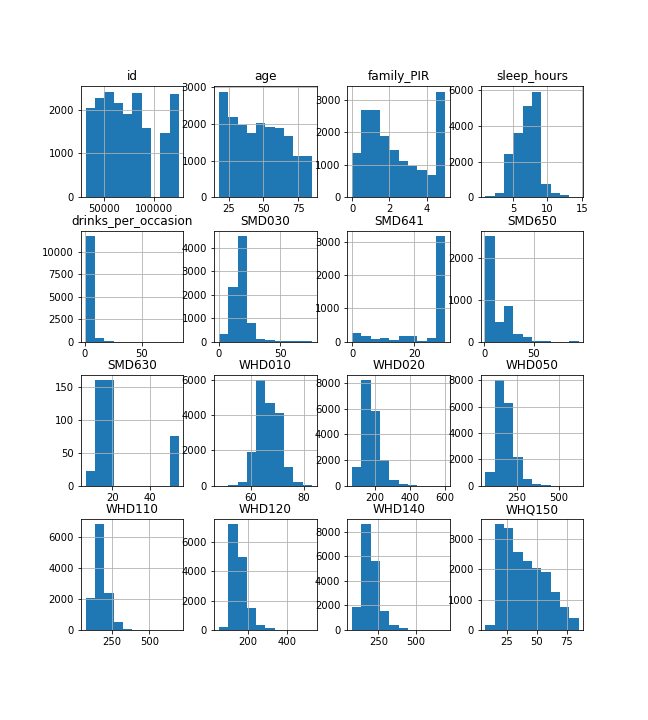 id age family_PIR sleep_hours
2000 1000 0 50000 100000
3000 2000 1000 0 25 50 75
3000 2000 1000 0 0 2 4
6000 4000 2000 0 5 10 15
drinks_per_occasion SMD030 SMD641 SMD650
10000 7500 5000 2500 0 0 50
4000 3000 2000 1000 0 0 25 50
3000 2000 1000 0 0 20
2000 1000 0 0 50
SMD630 WHD010 WHD020 WHD050
150 100 50 0 20 40
6000 4000 2000 0 60 80
8000 6000 4000 2000 0 200 400 600
8000 6000 4000 2000 0 250 500
WHD110 WHD120 WHD140 WHQ150
6000 4000 2000 0 250 500
6000 4000 2000 0 200 400
8000 6000 4000 2000 0 250 500
3000 2000 1000 0 25 50 75